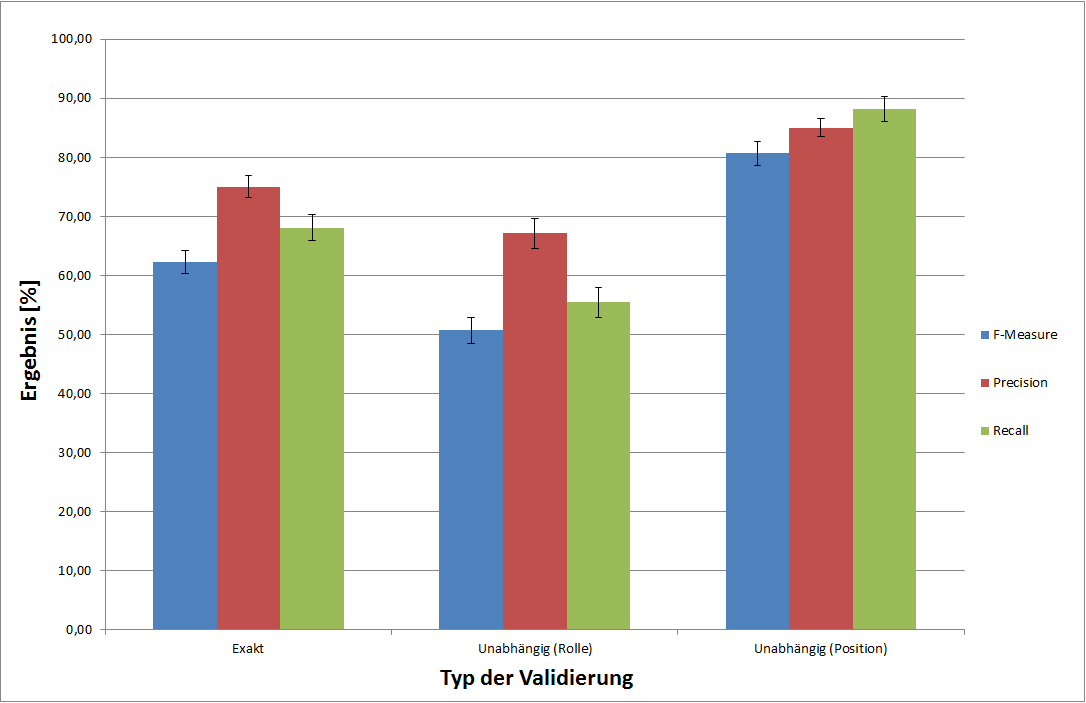 100,00
90,00
80,00
70,00
60,00
50,00
40,00
30,00
20,00
10,00
0,00
Ergebnis [%]
Exakt
Unabhängig (Rolle)
Unabhängig (Position)
Typ der Validierung
F-Measure
Precision
Recall